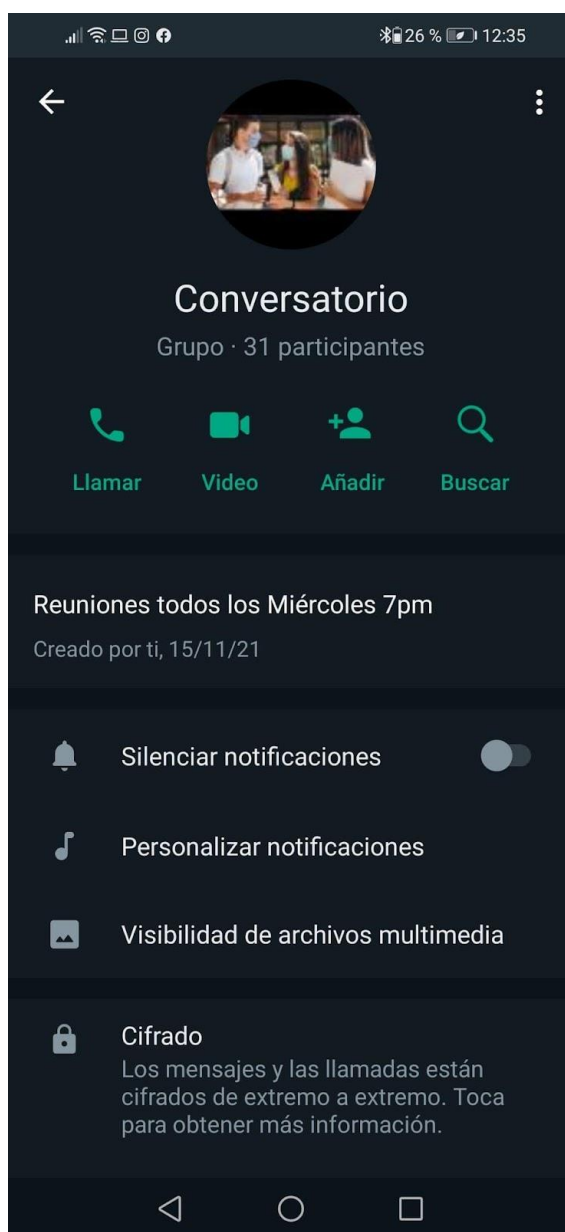 26 % 12:35
Conversatorio
Grupo · 31 participantes
Llamar Video Añadir Buscar
Reuniones todos los Miércoles 7pm
Creado por ti, 15/11/21
Silenciar notificaciones
Personalizar notificaciones
Visibilidad de archivos multimedia
Cifrado
Los mensajes y las llamadas están
cifrados de extremo a extremo. Toca
para obtener más información.